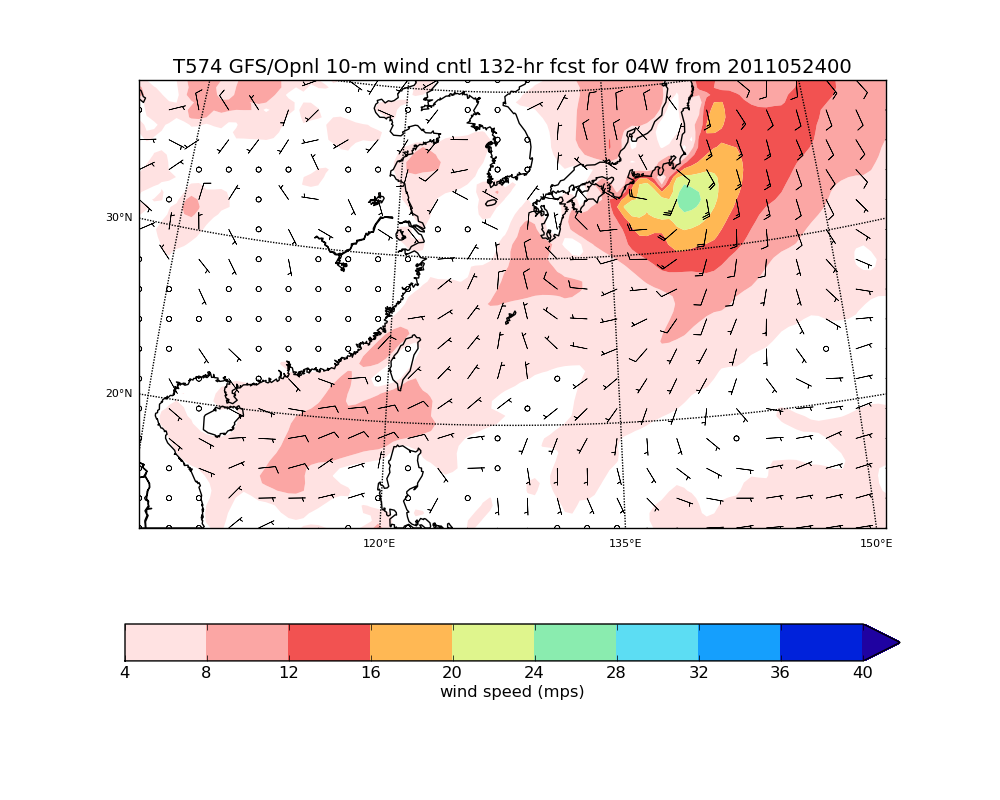 T574 GFS/Opnl 10-m wind cntl 132-hr fcst for 04W from 2011052400
30°N
20°N
120°E 135°E 150°E
4 8 12 16 20 24 28 32 36 40
wind speed (mps)